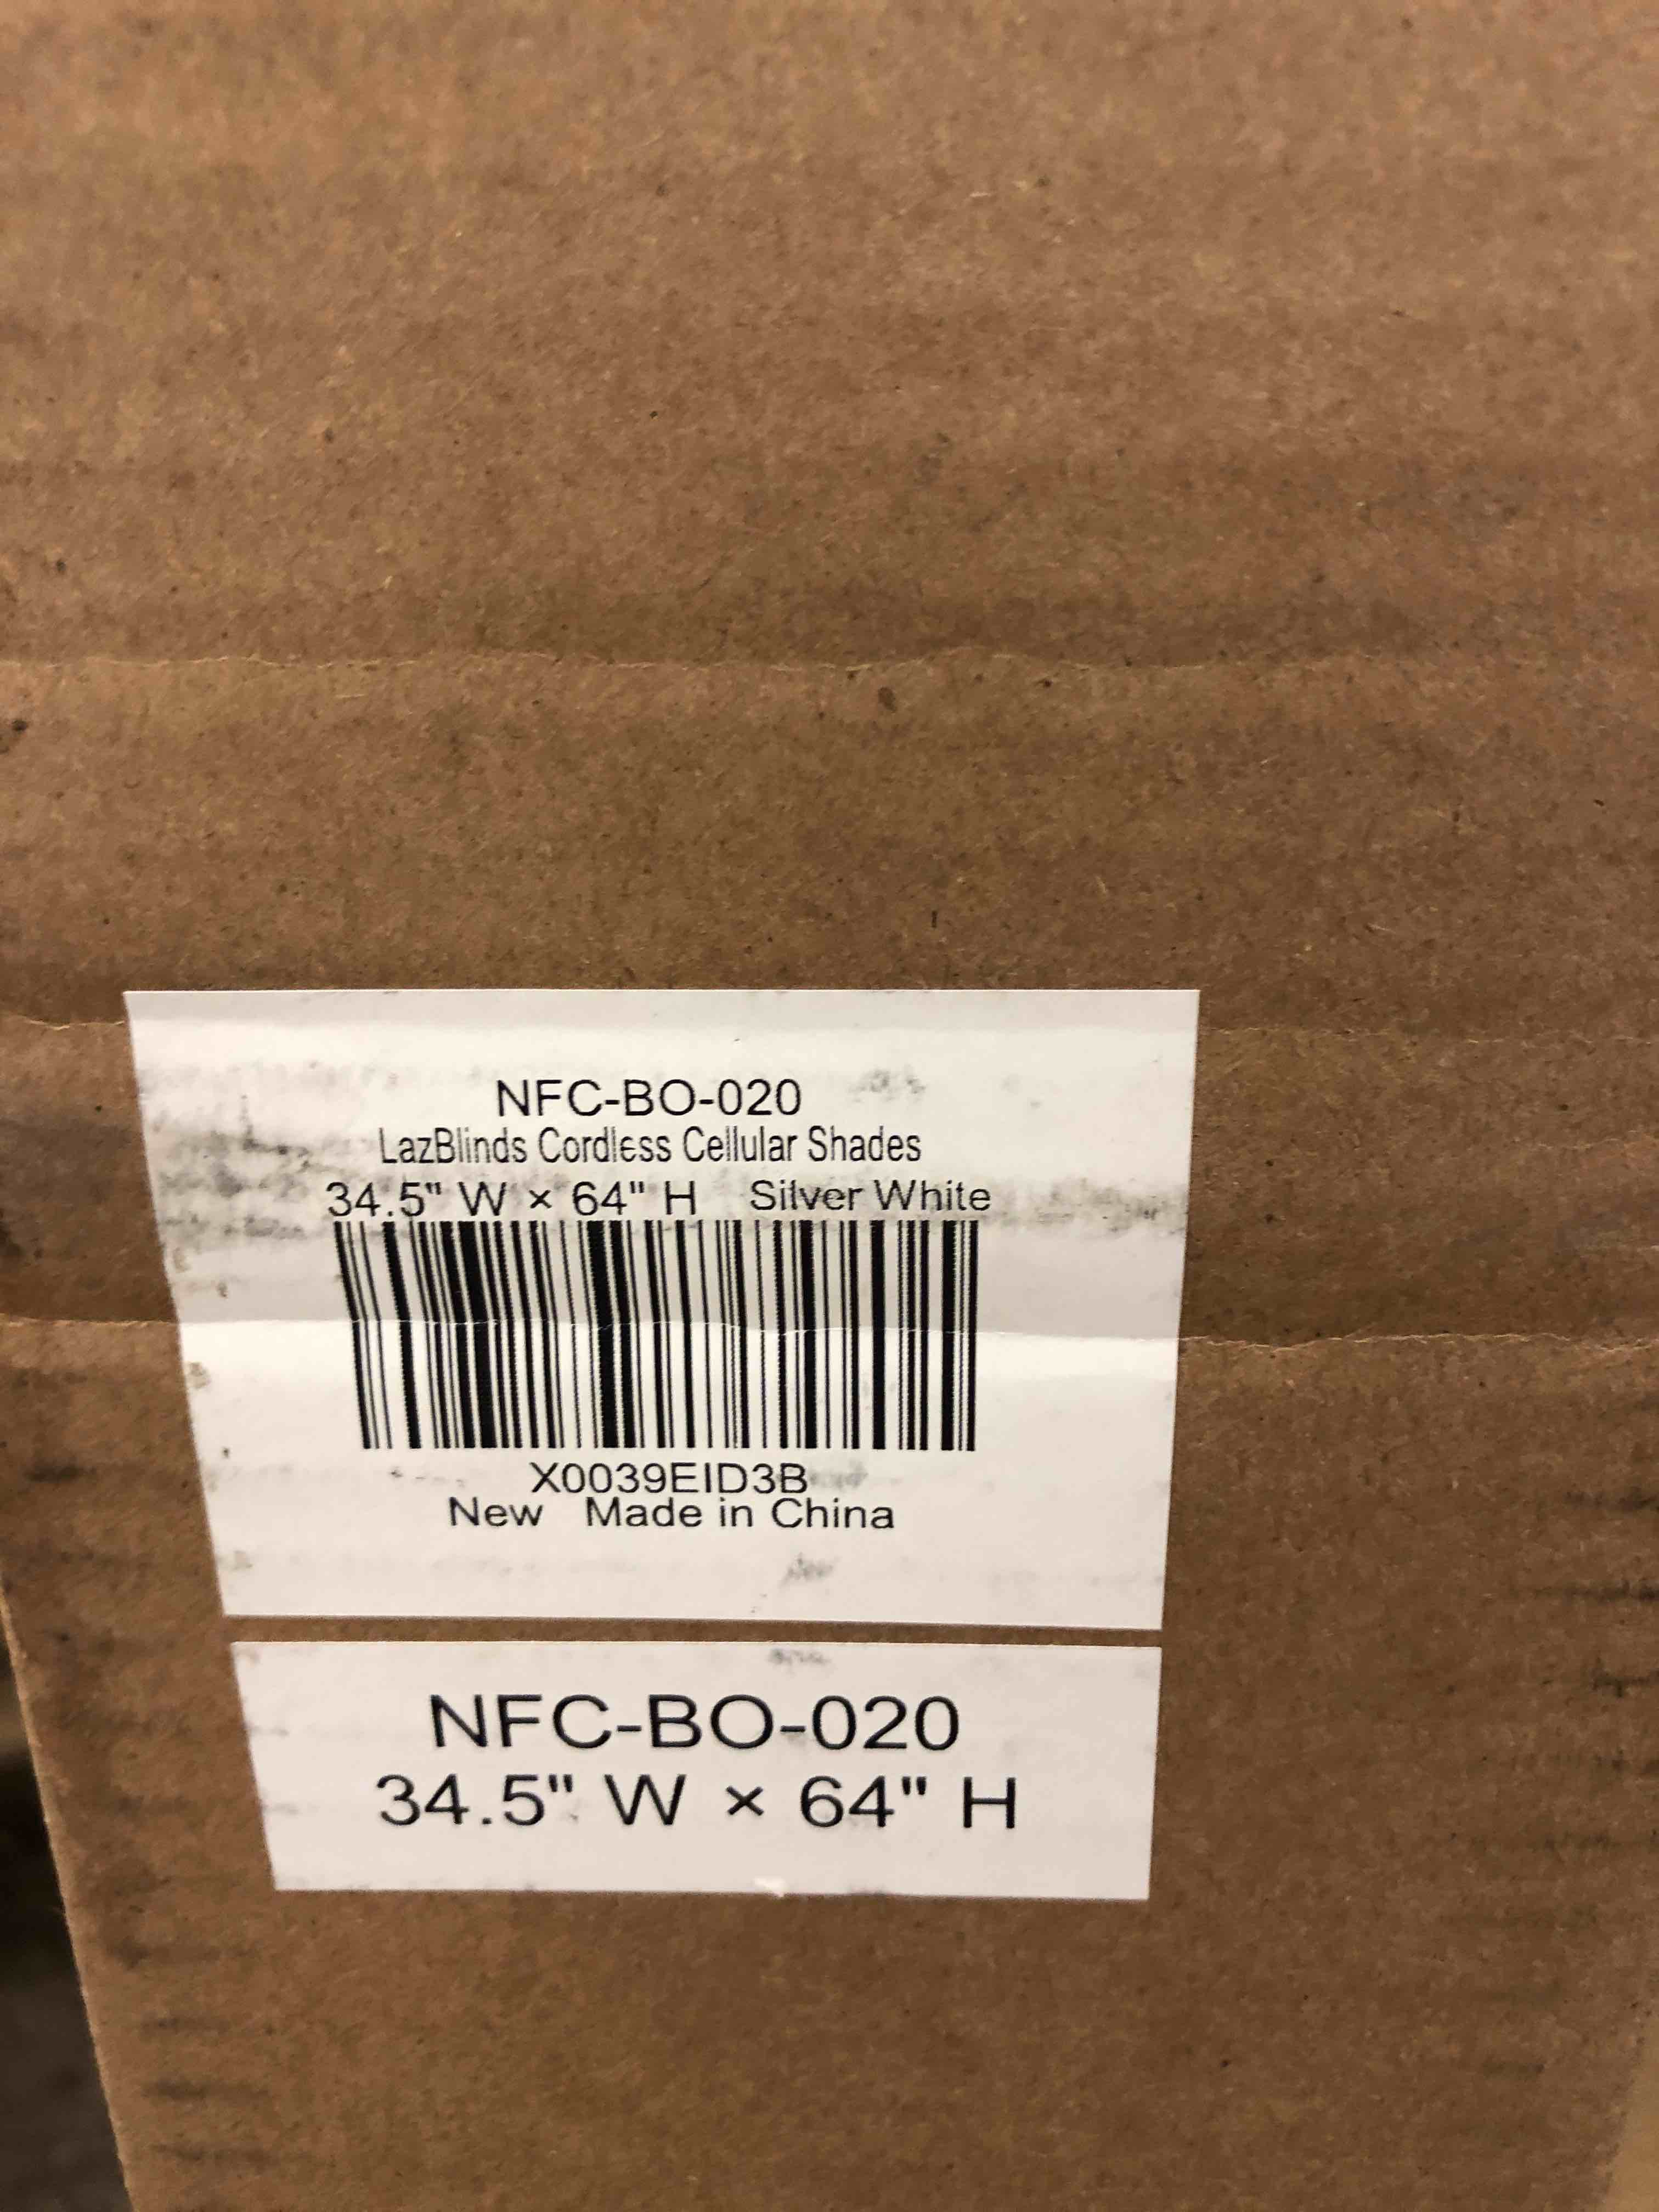 NFC-BO-020
LazBlinds Cordless Cellular Shades
34.5" W × 64" H Silver White
X0039EID3B
New Made in China
NFC-BO-020
34.5" W × 64" H